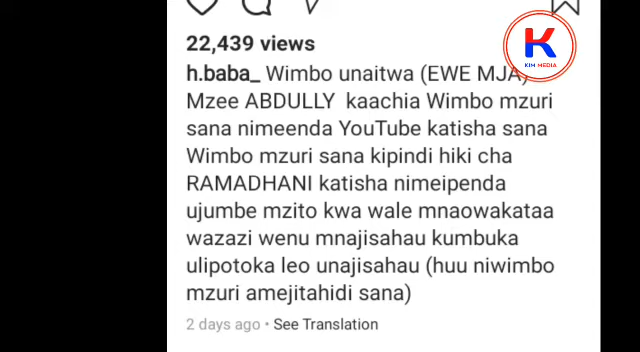 22,439 views
h.baba_ Wimbo unaitwa (EWE MJA)
Mzee ABDULLY kaachia Wimbo mzuri
sana nimeenda YouTube katisha sana
Wimbo mzuri sana kipindi hiki cha
RAMADHANI katisha nimeipenda
ujumbe mzito kwa wale mnaowakataa
wazazi wenu mnajisahau kumbuka
ulipotoka leo unajisahau (huu niwimbo
mzuri amejitahidi sana)
2 days ago • See Translation
K
KIM MEDIA